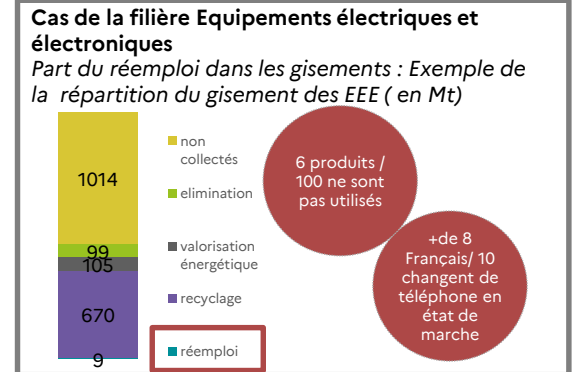 Cas de la filière Equipements électriques et
électroniques
Part du réemploi dans les gisements : Exemple de
la répartition du gisement des EEE ( en Mt)
1014
99
105
670
9
non
collectés
elimination
valorisation
énergétique
recyclage
réemploi
6 produits /
100 ne sont
pas utilisés
+de 8
Français/ 10
changent de
téléphone en
état de
marche